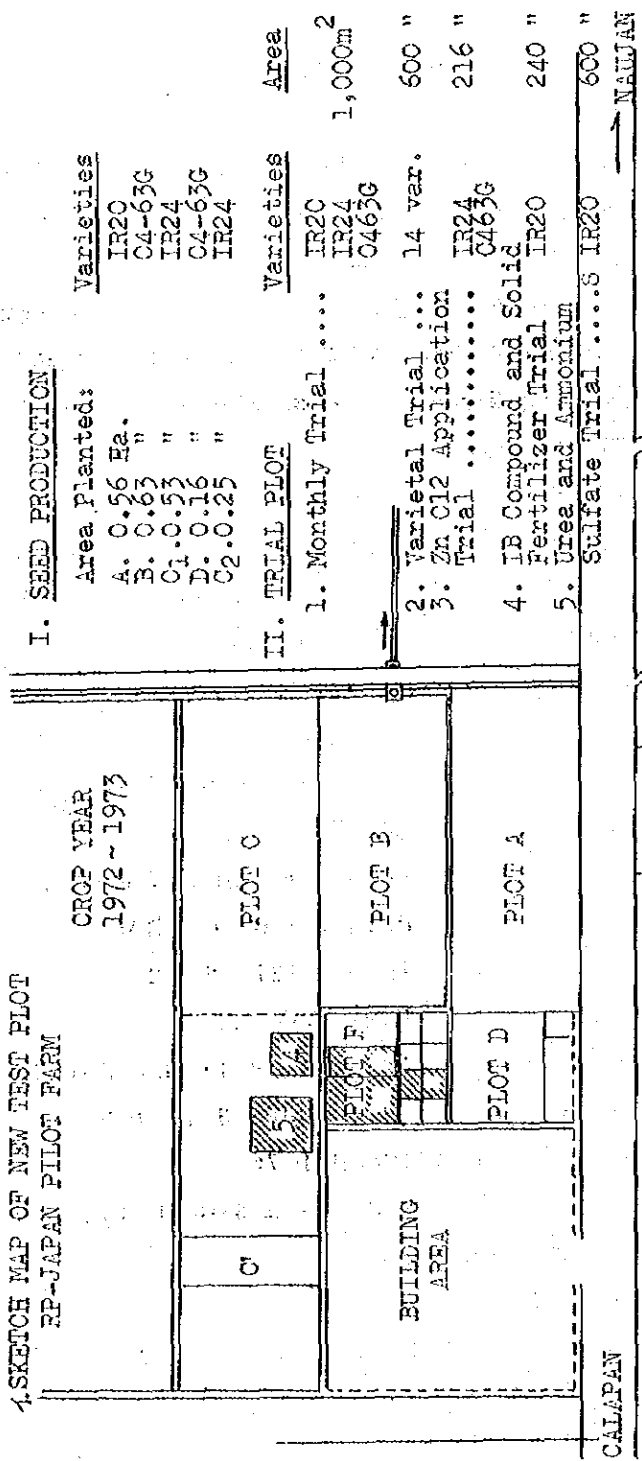 1. SKETCH MAP OF NEW TEST PLOT
RP-JAPAN PILOT FARM
CROP YEAR
1972~1973
C'
5
4
PLOT C
BUILDING
AREA
PLOT F
PLOT B
PLOT D
PLOT A
CALAPAN
NAUJAN
I. SEED PRODUCTION
Area Planted: Varieties
A. 0.56 Ha. IR20
B. 0.63 " C4-63G
C1. 0.53 " IR24
D. 0.16 " C4-63G
C2. 0.25 " IR24
II. TRIAL PLOT Varieties Area
1. Monthly Trial .... IR20
IR24 1,000m2
C463G
2. Varietal Trial ... 14 var. 600 "
3. Zn Cl2 Application
Trial ............ IR24 216 "
C463G
4. IB Compound and Solid
Fertilizer Trial IR20 240 "
5. Urea and Ammonium
Sulfate Trial ....S IR20 600 "